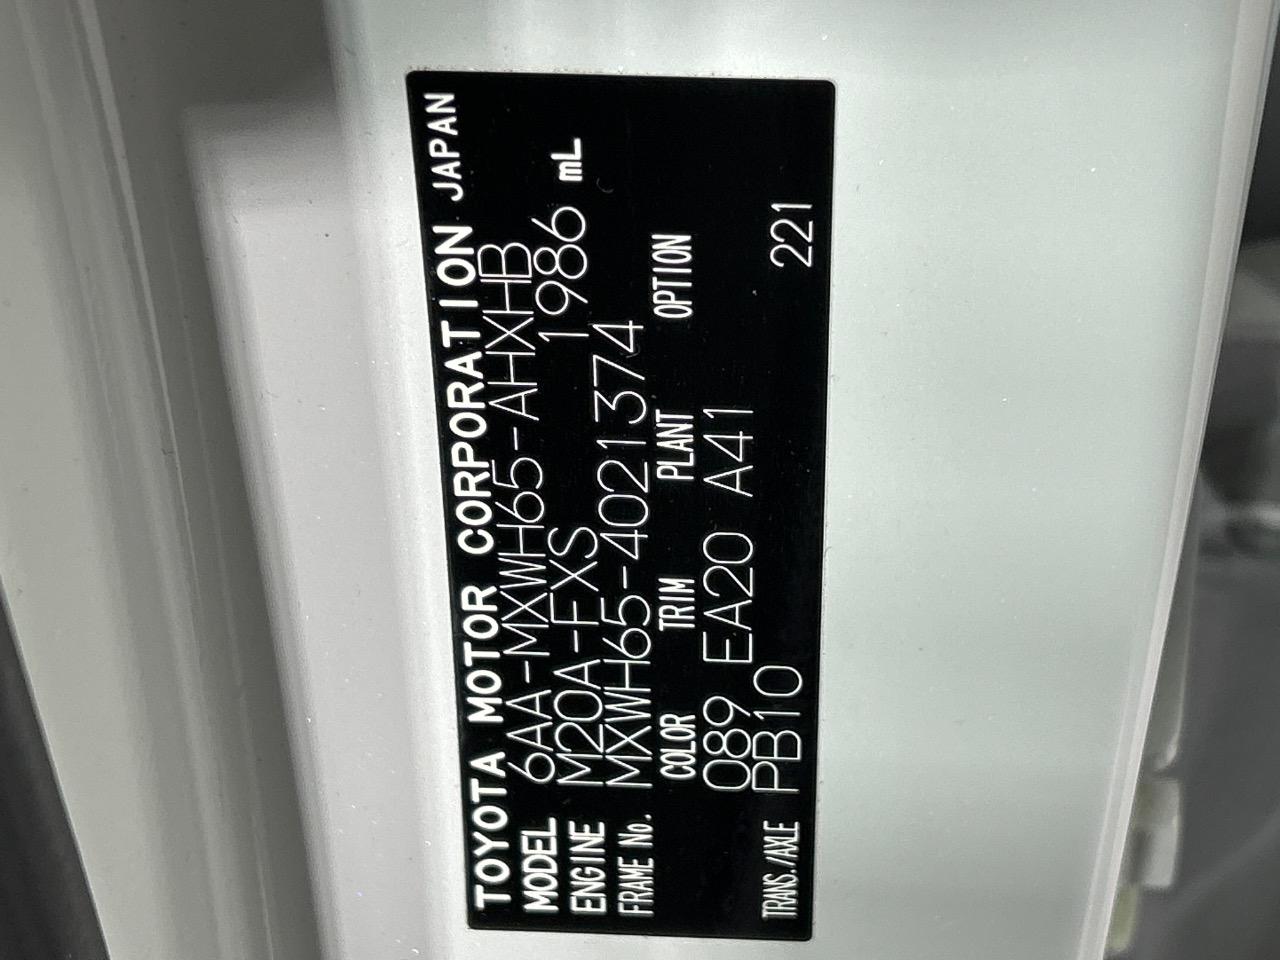 TOYOTA MOTOR CORPORATION JAPAN
MODEL 6AA-MXWH65-AHXHB
ENGINE M20A-FXS 1986 mL
FRAME No. MXWH65-4021374
COLOR TRIM PLANT OPTION
089 EA20 A41
TRANS./AXLE PB10 221